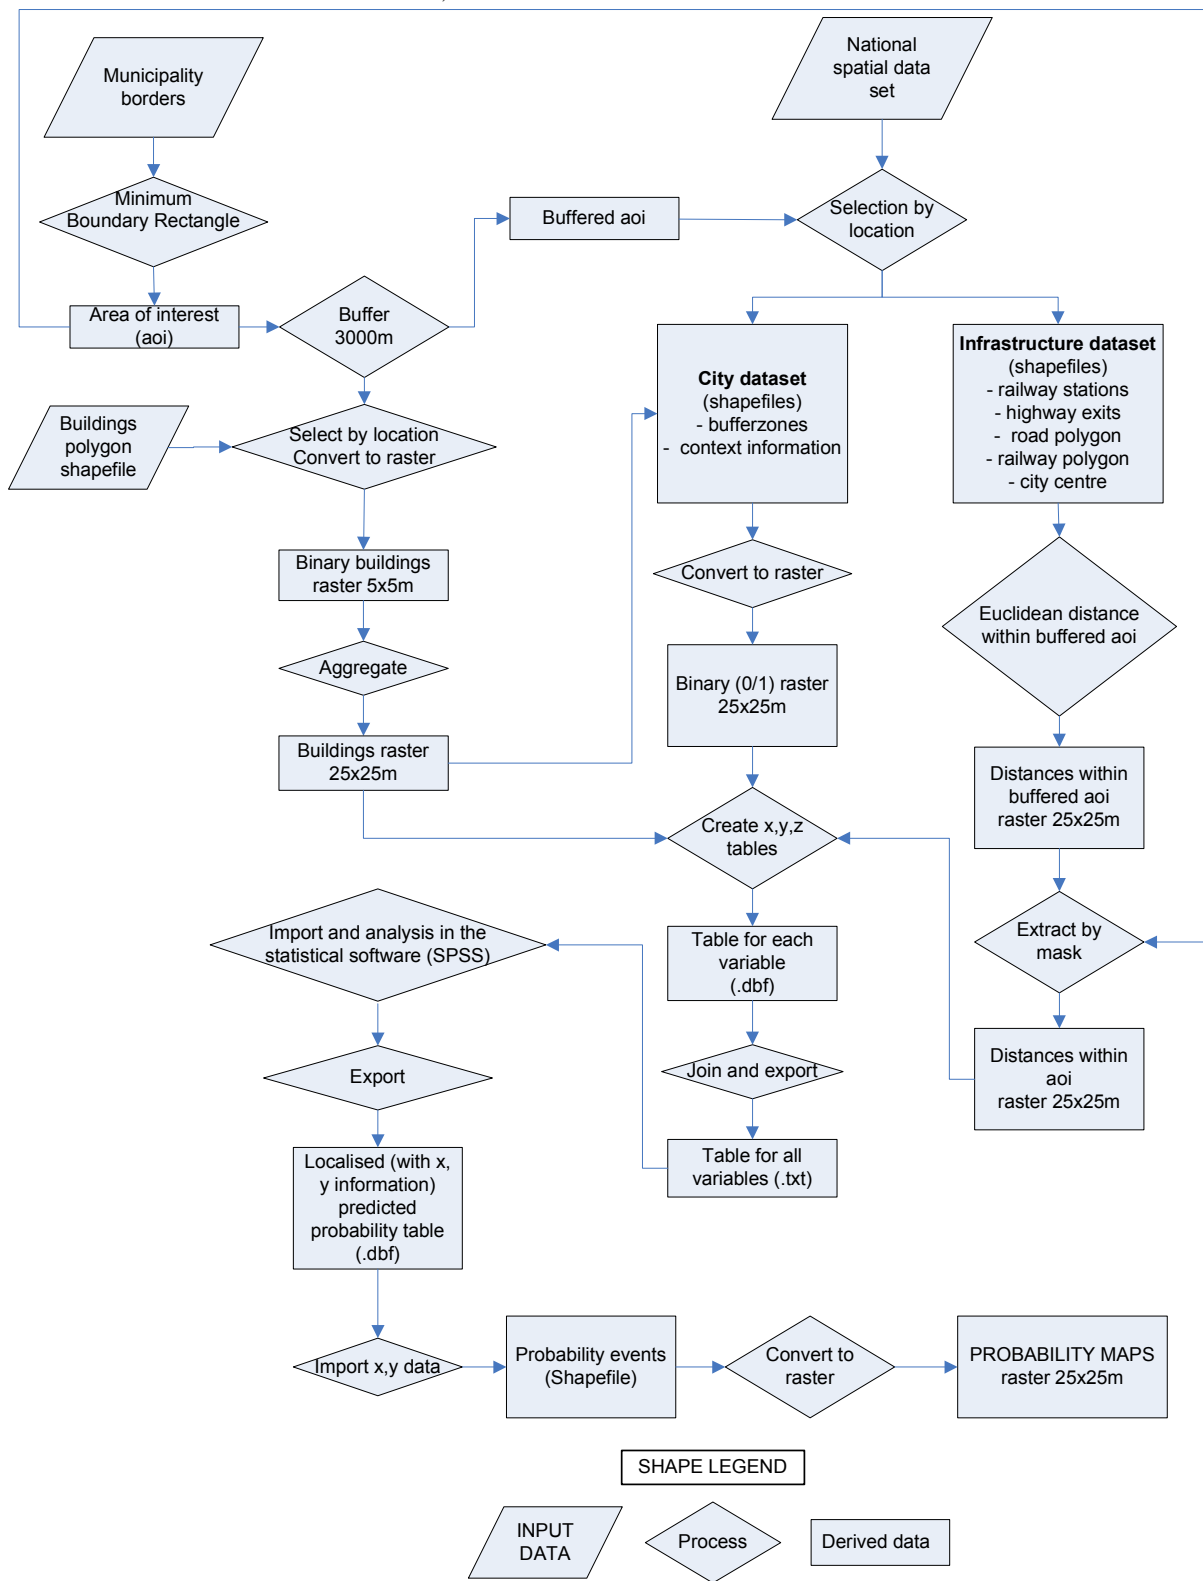 Municipality
borders
National
spatial data
set
Minimum
Boundary Rectangle
Buffered aoi
Selection by
location
Area of interest
(aoi)
Buffer
3000m
City dataset
(shapefiles)
- bufferzones
- context information
Infrastructure dataset
(shapefiles)
- railway stations
- highway exits
- road polygon
- railway polygon
- city centre
Buildings
polygon
shapefile
Select by location
Convert to raster
Binary buildings
raster 5x5m
Convert to raster
Euclidean distance
within buffered aoi
Aggregate
Binary (0/1) raster
25x25m
Buildings raster
25x25m
Distances within
buffered aoi
raster 25x25m
Create x,y,z
tables
Import and analysis in the
statistical software (SPSS)
Table for each
variable
(.dbf)
Extract by
mask
Export
Join and export
Distances within
aoi
raster 25x25m
Localised (with x,
y information)
predicted
probability table
(.dbf)
Table for all
variables (.txt)
Import x,y data
Probability events
(Shapefile)
Convert to
raster
PROBABILITY MAPS
raster 25x25m
SHAPE LEGEND
INPUT
DATA
Process
Derived data